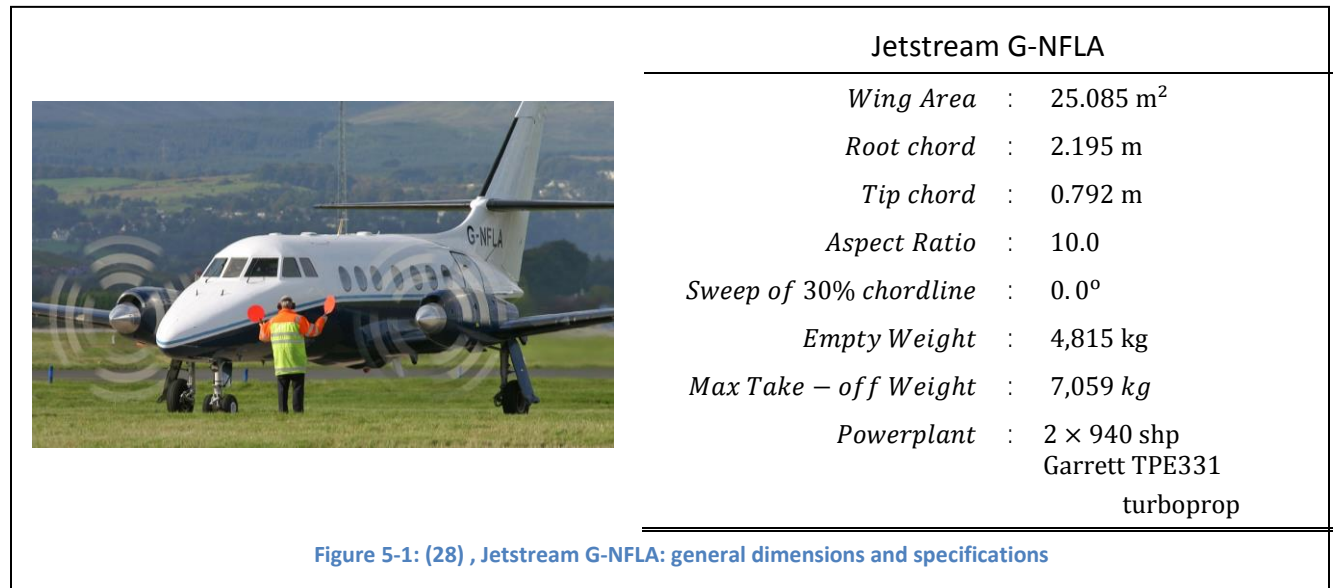 Jetstream G-NFLA
Wing Area : 25.085 m²
Root chord : 2.195 m
Tip chord : 0.792 m
Aspect Ratio : 10.0
Sweep of 30% chordline : 0.0º
Empty Weight : 4,815 kg
Max Take − off Weight : 7,059 kg
Powerplant : 2 × 940 shp
Garrett TPE331
turboprop
G-NFLA
Figure 5-1: (28) , Jetstream G-NFLA: general dimensions and specifications